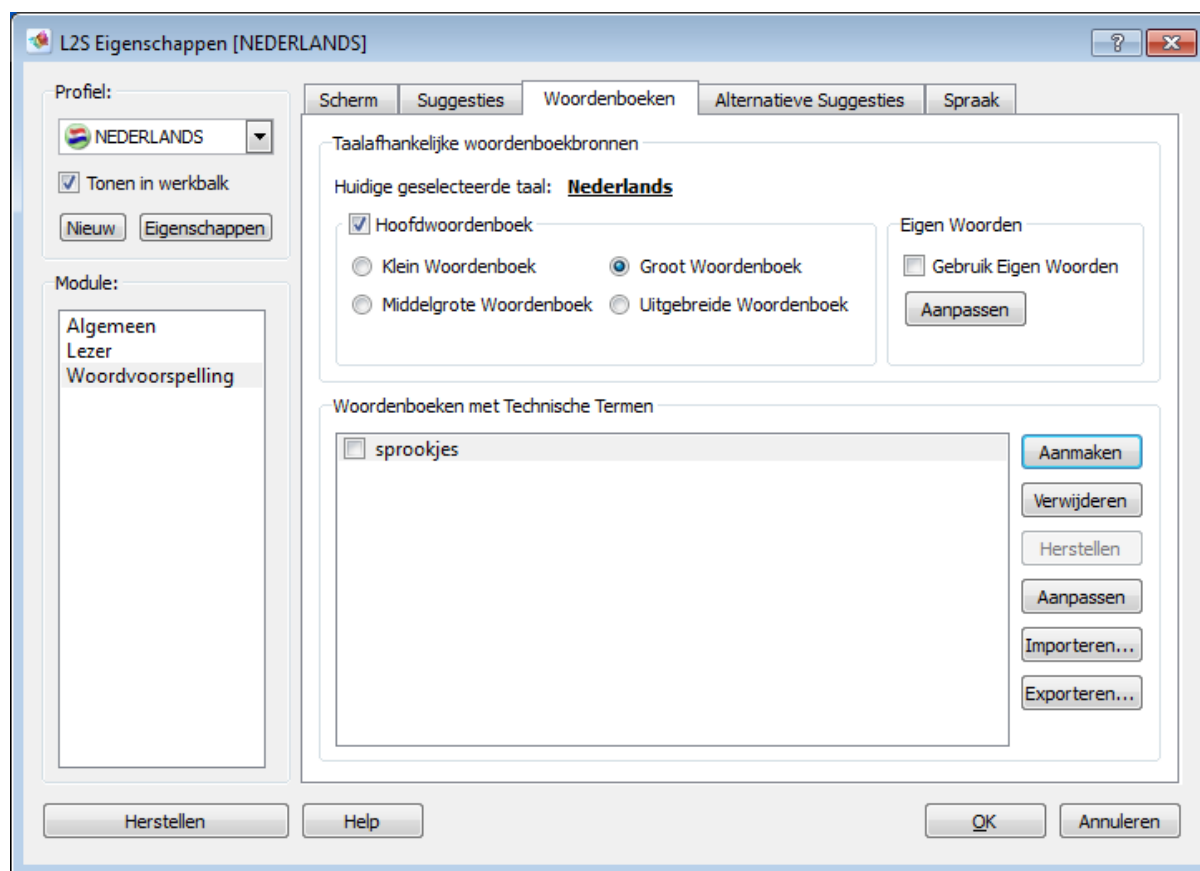 L2S Eigenschappen [NEDERLANDS]
Profiel:
NEDERLANDS
Tonen in werkbalk
Nieuw Eigenschappen
Module:
Algemeen
Lezer
Woordvoorspelling
Scherm Suggesties Woordenboeken Alternatieve Suggesties Spraak
Taalafhankelijke woordenboekbronnen
Huidige geselecteerde taal: Nederlands
Hoofdwoordenboek
Klein Woordenboek Groot Woordenboek
Middelgrote Woordenboek Uitgebreide Woordenboek
Eigen Woorden
Gebruik Eigen Woorden
Aanpassen
Woordenboeken met Technische Termen
sprookjes
Aanmaken
Verwijderen
Herstellen
Aanpassen
Importeren...
Exporteren...
Herstellen Help OK Annuleren